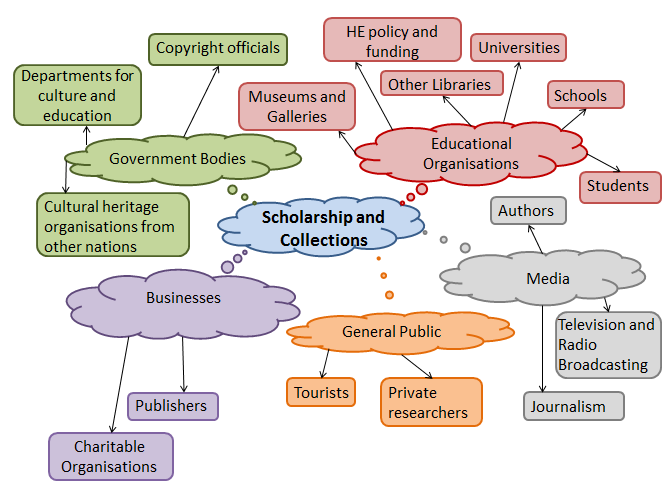 Copyright officials
Departments for
culture and
education
Government Bodies
Cultural heritage
organisations from
other nations
HE policy and
funding
Universities
Other Libraries
Museums and
Galleries
Schools
Educational
Organisations
Students
Scholarship and
Collections
Authors
Media
Television and
Radio
Broadcasting
Journalism
Businesses
Publishers
Charitable
Organisations
General Public
Tourists
Private
researchers